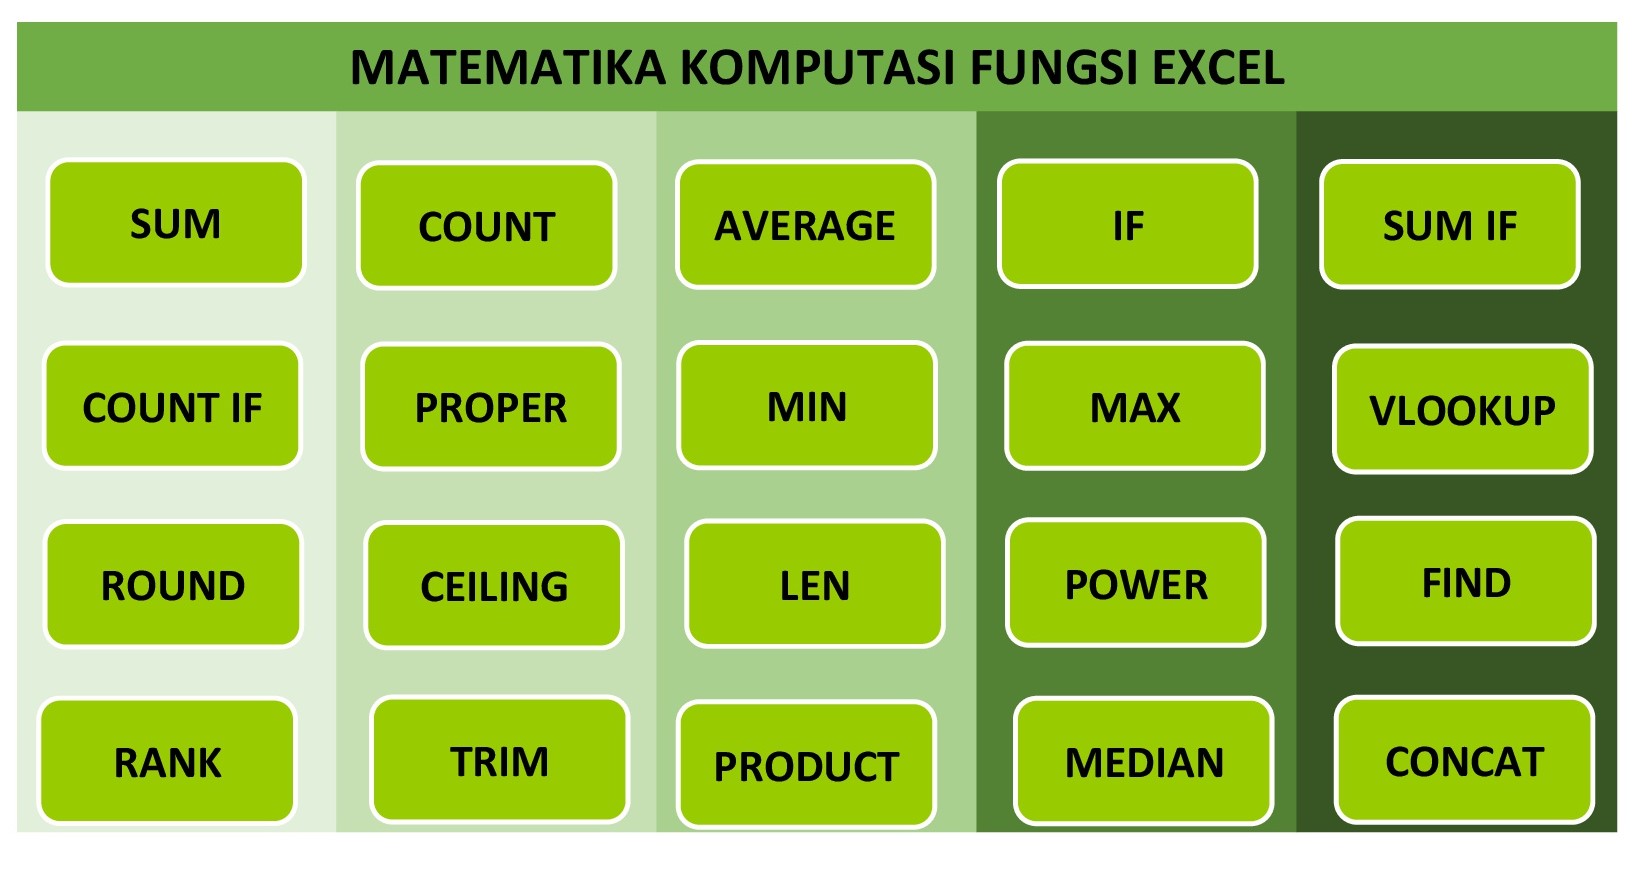 MATEMATIKA KOMPUTASI FUNGSI EXCEL
SUM
COUNT
AVERAGE
IF
SUM IF
COUNT IF
PROPER
MIN
MAX
VLOOKUP
ROUND
CEILING
LEN
POWER
FIND
RANK
TRIM
PRODUCT
MEDIAN
CONCAT